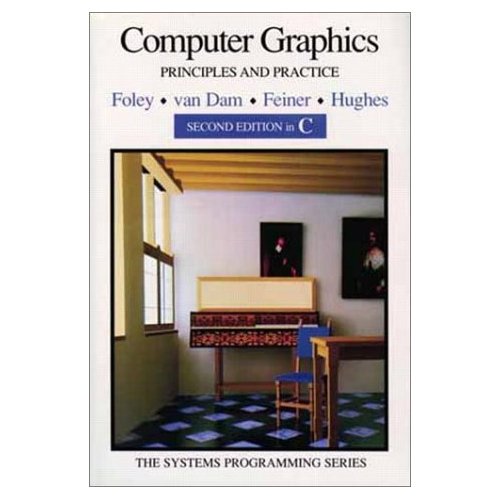 Computer Graphics
PRINCIPLES AND PRACTICE
Foley ◆ van Dam ◆ Feiner ◆ Hughes
SECOND EDITION in C
THE SYSTEMS PROGRAMMING SERIES